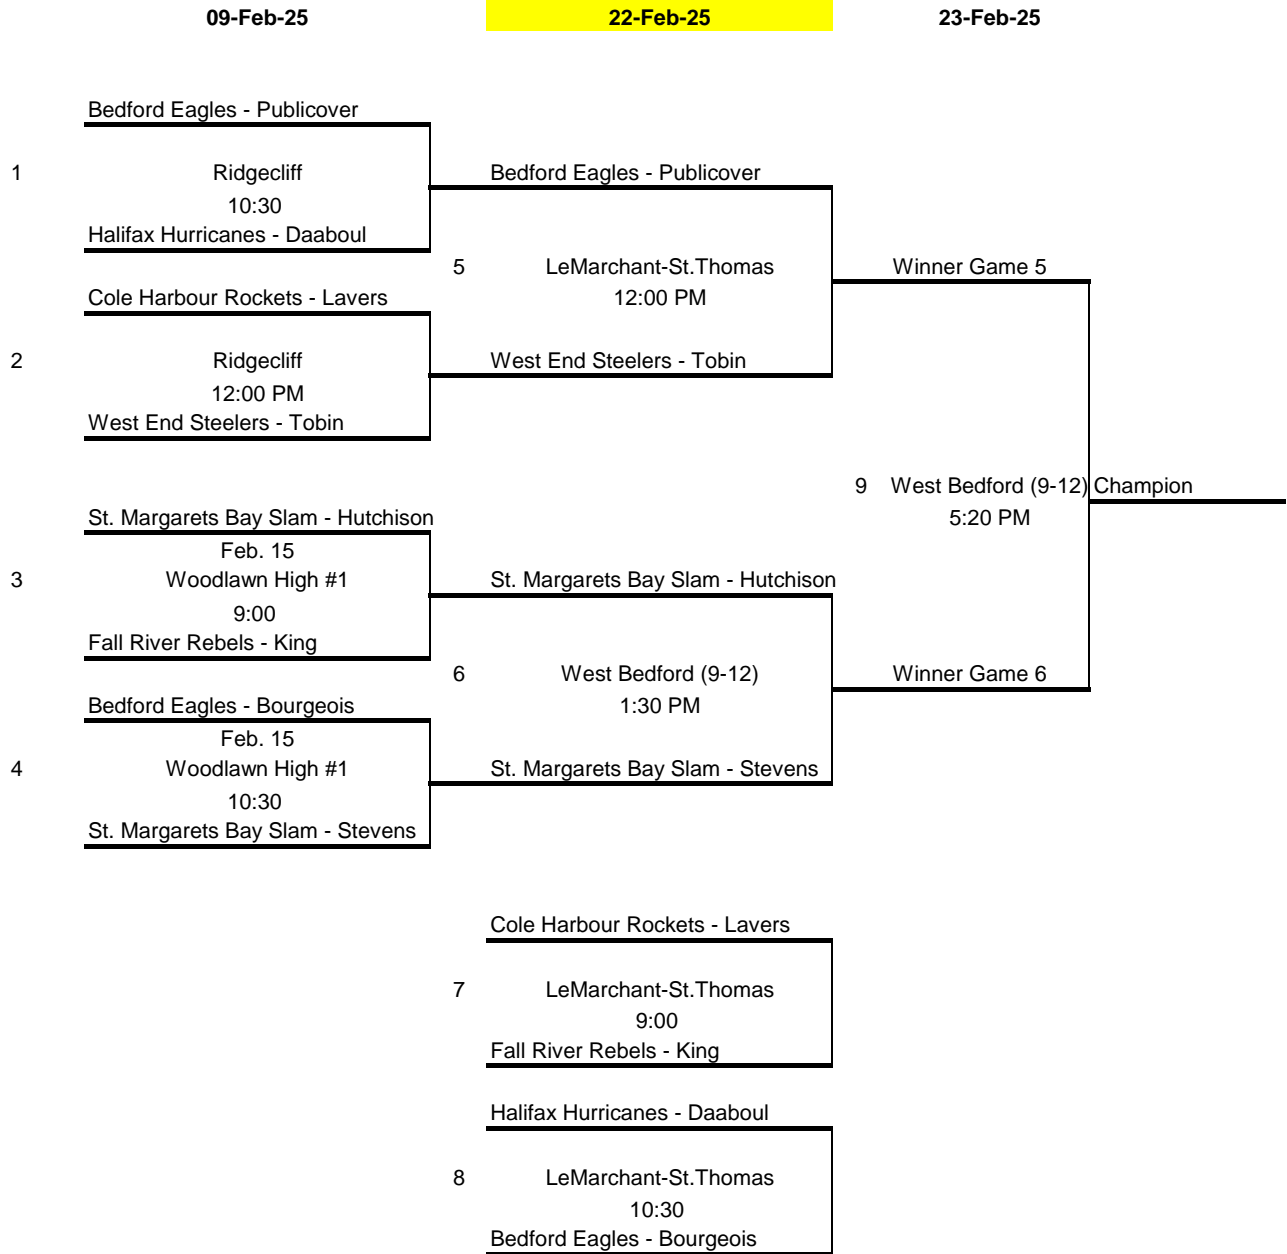 09-Feb-25 22-Feb-25 23-Feb-25
Bedford Eagles - Publicover
1 Ridgecliff Bedford Eagles - Publicover
10:30
Halifax Hurricanes - Daaboul
5 LeMarchant-St.Thomas Winner Game 5
Cole Harbour Rockets - Lavers 12:00 PM
2 Ridgecliff West End Steelers - Tobin
12:00 PM
West End Steelers - Tobin
9 West Bedford (9-12) Champion
St. Margarets Bay Slam - Hutchison 5:20 PM
Feb. 15
3 Woodlawn High #1 St. Margarets Bay Slam - Hutchison
9:00
Fall River Rebels - King
6 West Bedford (9-12) Winner Game 6
Bedford Eagles - Bourgeois 1:30 PM
Feb. 15
4 Woodlawn High #1 St. Margarets Bay Slam - Stevens
10:30
St. Margarets Bay Slam - Stevens
Cole Harbour Rockets - Lavers
7 LeMarchant-St.Thomas
9:00
Fall River Rebels - King
Halifax Hurricanes - Daaboul
8 LeMarchant-St.Thomas
10:30
Bedford Eagles - Bourgeois